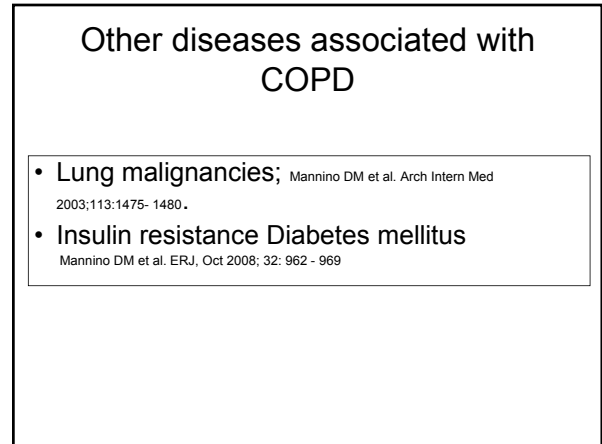 Other diseases associated with
COPD
• Lung malignancies; Mannino DM et al. Arch Intern Med
2003;113:1475- 1480.
• Insulin resistance Diabetes mellitus
Mannino DM et al. ERJ, Oct 2008; 32: 962 - 969